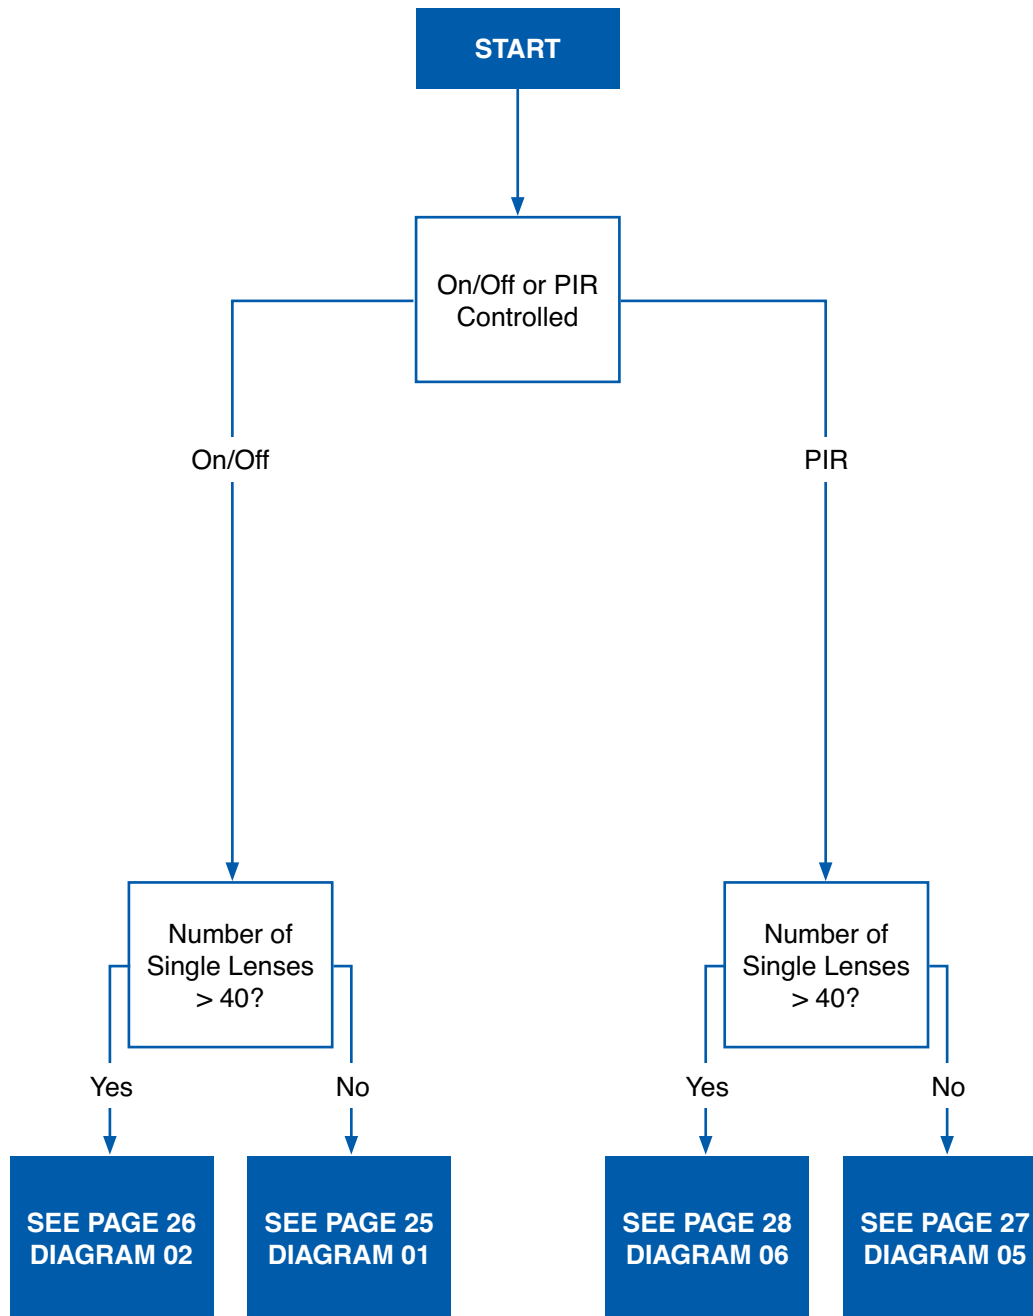 START
On/Off or PIR
Controlled
On/Off
PIR
Number of
Single Lenses
> 40?
Number of
Single Lenses
> 40?
Yes
No
Yes
No
SEE PAGE 26
DIAGRAM 02
SEE PAGE 25
DIAGRAM 01
SEE PAGE 28
DIAGRAM 06
SEE PAGE 27
DIAGRAM 05